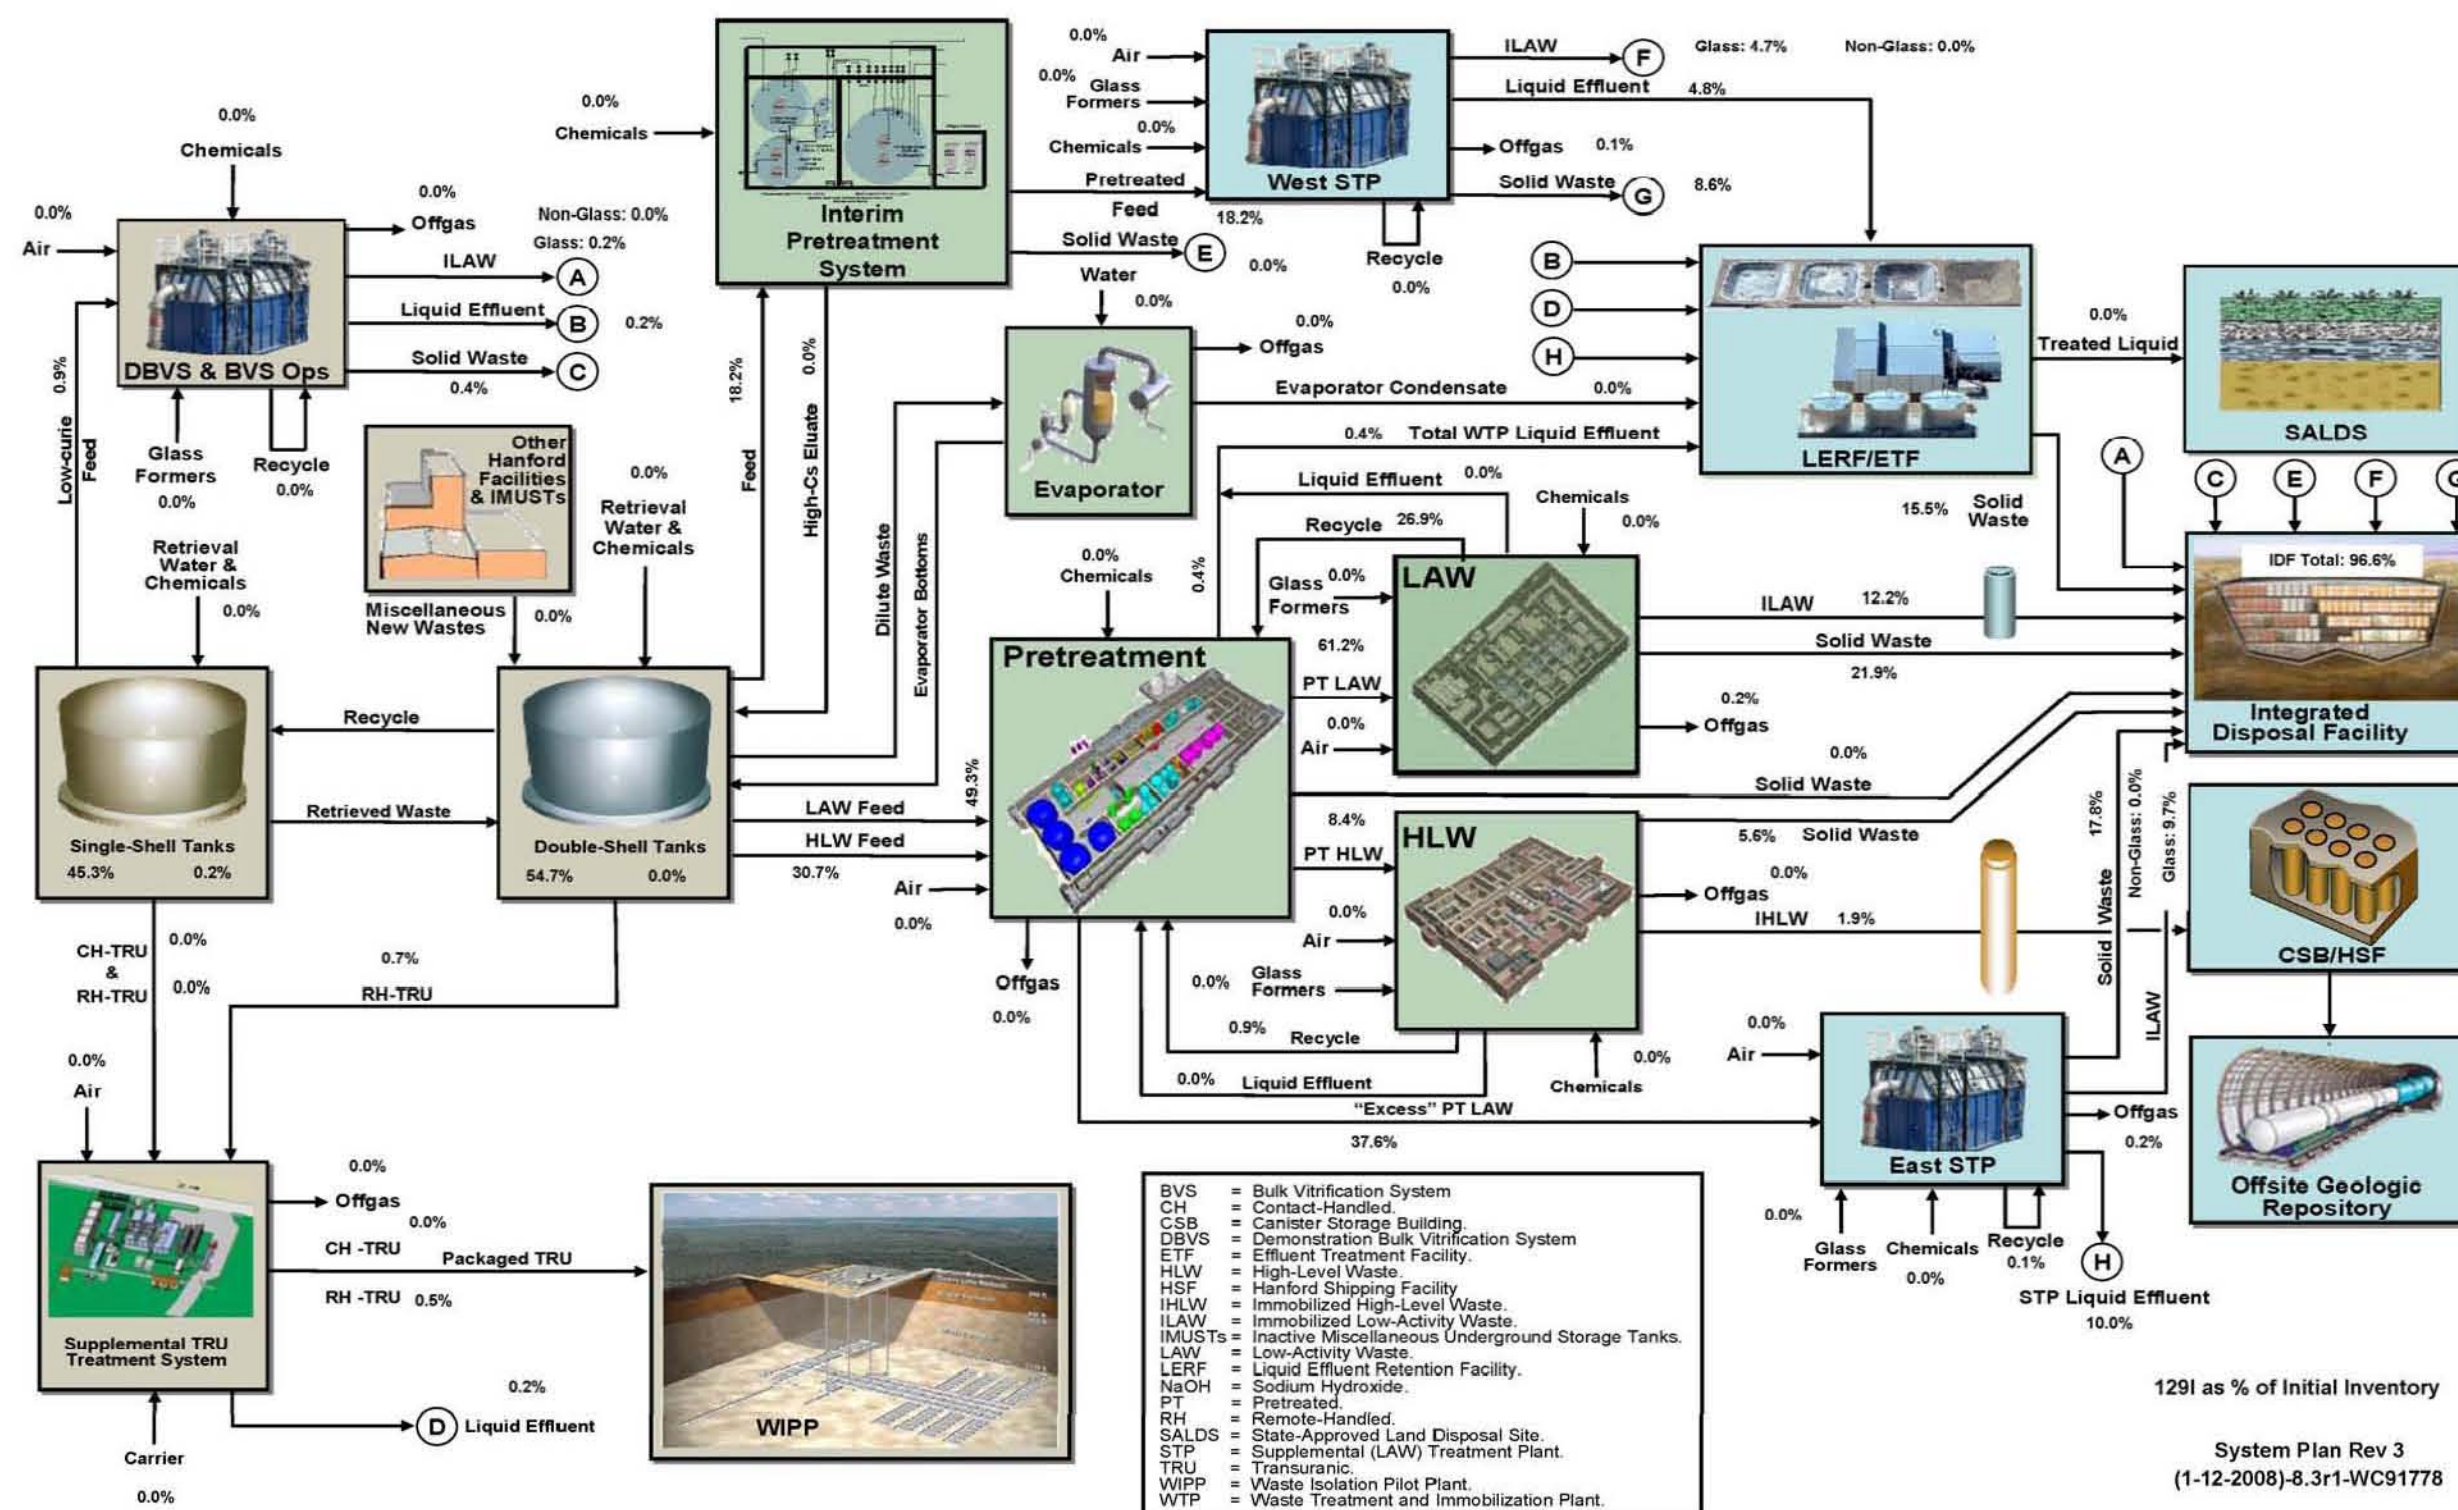 0.0%
Chemicals
0.0%
Air
0.0%
Offgas
Non-Glass: 0.0%
Glass: 0.2%
ILAW
A
Liquid Effluent
B
0.2%
Solid Waste
C
0.4%
DBVS & BVS Ops
Low-curie
Feed
0.9%
Glass
Formers
0.0%
Recycle
0.0%
0.0%
Chemicals
Interim
Pretreatment
System
Pretreated
Feed
18.2%
Solid Waste
E
0.0%
0.0%
Air
0.0%
Glass
Formers
0.0%
Chemicals
West STP
ILAW
F
Glass: 4.7%
Non-Glass: 0.0%
Liquid Effluent
4.8%
Offgas
0.1%
Solid Waste
G
8.6%
Recycle
0.0%
Water
0.0%
Evaporator
0.0%
Offgas
Evaporator Condensate
0.0%
0.4%
Total WTP Liquid Effluent
B
D
H
LERF/ETF
0.0%
Treated Liquid
SALDS
15.5%
Solid
Waste
A
C
E
F
IDF Total: 96.6%
Integrated
Disposal Facility
Retrieval
Water &
Chemicals
0.0%
Other
Hanford
Facilities
& IMUSTs
Miscellaneous
New Wastes
0.0%
0.0%
Retrieval
Water &
Chemicals
Feed
18.2%
High-Cs Eluate
0.0%
Dilute Waste
Evaporator Bottoms
Single-Shell Tanks
45.3%
0.2%
Recycle
Retrieved Waste
Double-Shell Tanks
54.7%
0.0%
LAW Feed
49.3%
HLW Feed
30.7%
Air
0.0%
0.0%
Chemicals
Pretreatment
0.4%
Offgas
0.0%
Liquid Effluent
0.0%
Recycle
26.9%
Chemicals
0.0%
Glass
Formers
0.0%
61.2%
PT LAW
0.0%
Air
LAW
ILAW
12.2%
Solid Waste
21.9%
0.2%
Offgas
0.0%
Solid Waste
8.4%
PT HLW
HLW
5.6%
Solid Waste
0.0%
Offgas
IHLW
1.9%
0.0%
Air
0.0%
Glass
Formers
0.9%
Recycle
0.0%
Liquid Effluent
0.0%
Chemicals
"Excess" PT LAW
37.6%
Solid Waste
17.8%
Non-Glass: 0.0%
Glass: 9.7%
ILAW
CSB/HSF
Offsite Geologic
Repository
0.0%
Air
East STP
Offgas
0.2%
0.0%
Glass
Formers
Chemicals
0.0%
Recycle
0.1%
H
STP Liquid Effluent
10.0%
CH-TRU
&
RH-TRU
0.0%
0.0%
0.7%
RH-TRU
0.0%
Air
Supplemental TRU
Treatment System
0.0%
Offgas
0.0%
CH -TRU
Packaged TRU
RH -TRU
0.5%
WIPP
0.2%
D
Liquid Effluent
Carrier
0.0%
BVS = Bulk Vitrification System
CH = Contact-Handled.
CSB = Canister Storage Building.
DBVS = Demonstration Bulk Vitrification System
ETF = Effluent Treatment Facility.
HLW = High-Level Waste.
HSF = Hanford Shipping Facility
IHLW = Immobilized High-Level Waste.
ILAW = Immobilized Low-Activity Waste.
IMUSTs = Inactive Miscellaneous Underground Storage Tanks.
LAW = Low-Activity Waste.
LERF = Liquid Effluent Retention Facility.
NaOH = Sodium Hydroxide.
PT = Pretreated.
RH = Remote-Handled.
SALDS = State-Approved Land Disposal Site.
STP = Supplemental (LAW) Treatment Plant.
TRU = Transuranic.
WIPP = Waste Isolation Pilot Plant.
WTP = Waste Treatment and Immobilization Plant.
129I as % of Initial Inventory
System Plan Rev 3
(1-12-2008)-8.3r1-WC91778